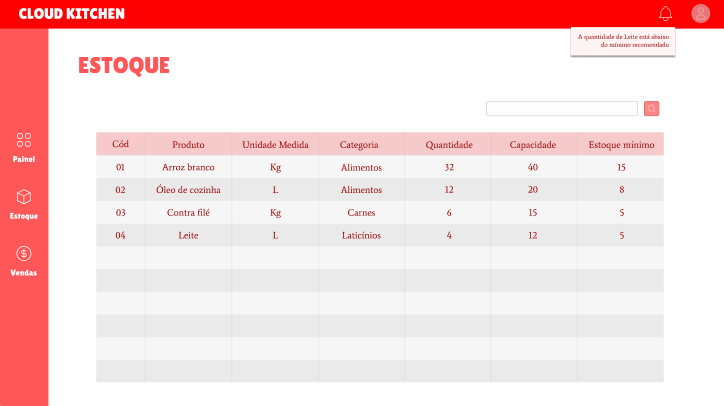 CLOUD KITCHEN
A quantidade de Leite está abaixo
do mínimo recomendado
ESTOQUE
Painel
Estoque
Vendas
Cód Produto Unidade Medida Categoria Quantidade Capacidade Estoque mínimo
01 Arroz branco Kg Alimentos 32 40 15
02 Óleo de cozinha L Alimentos 12 20 8
03 Contra filé Kg Carnes 6 15 5
04 Leite L Laticínios 4 12 5